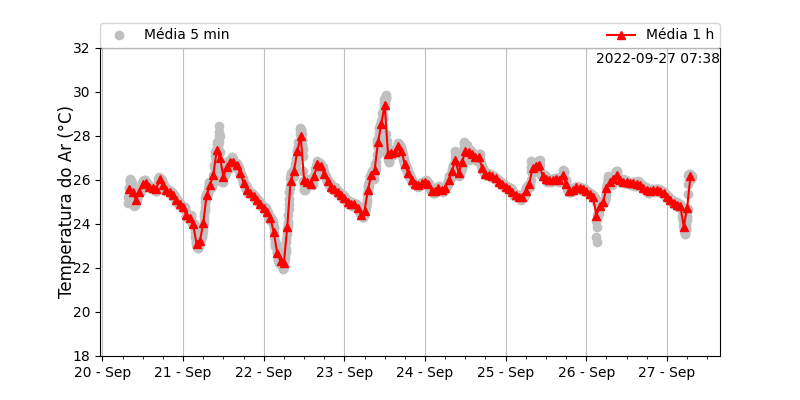 Média 5 min
Média 1 h
2022-09-27 07:38
Temperatura do Ar (°C)
32
30
28
26
24
22
20
18
20 - Sep
21 - Sep
22 - Sep
23 - Sep
24 - Sep
25 - Sep
26 - Sep
27 - Sep